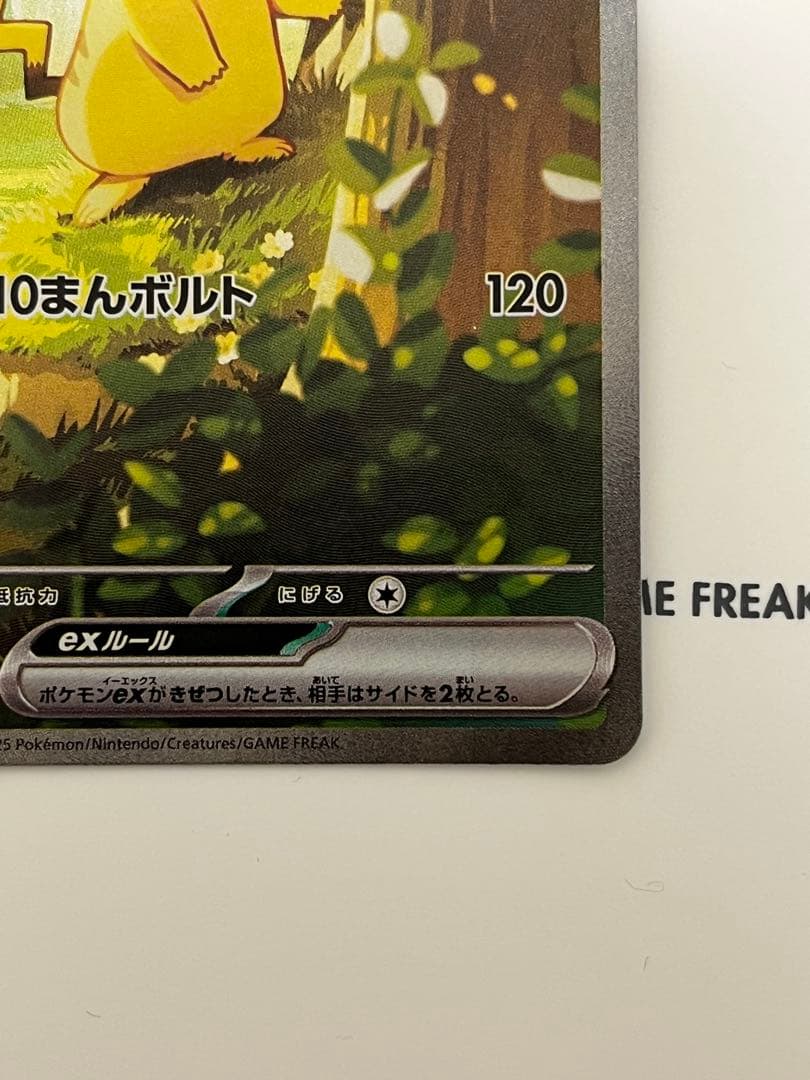 10まんボルト 120
抵抗力 にげる
exルール
イーエックス あいて まい
ポケモンexがきぜつしたとき、相手はサイドを2枚とる。
25 Pokémon/Nintendo/Creatures/GAME FREAK
ME FREAK